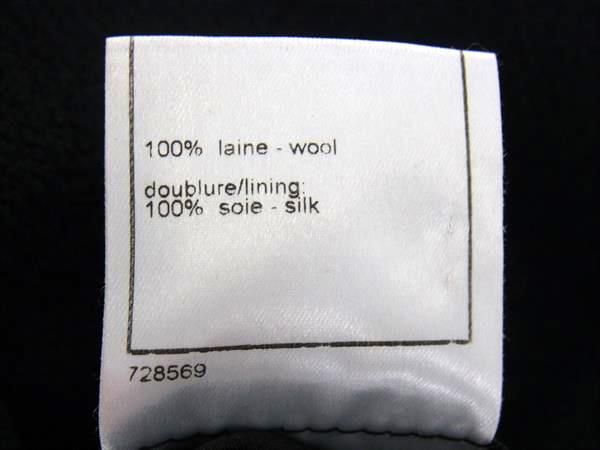 100% laine - wool
doublure/lining:
100% soie - silk
728569